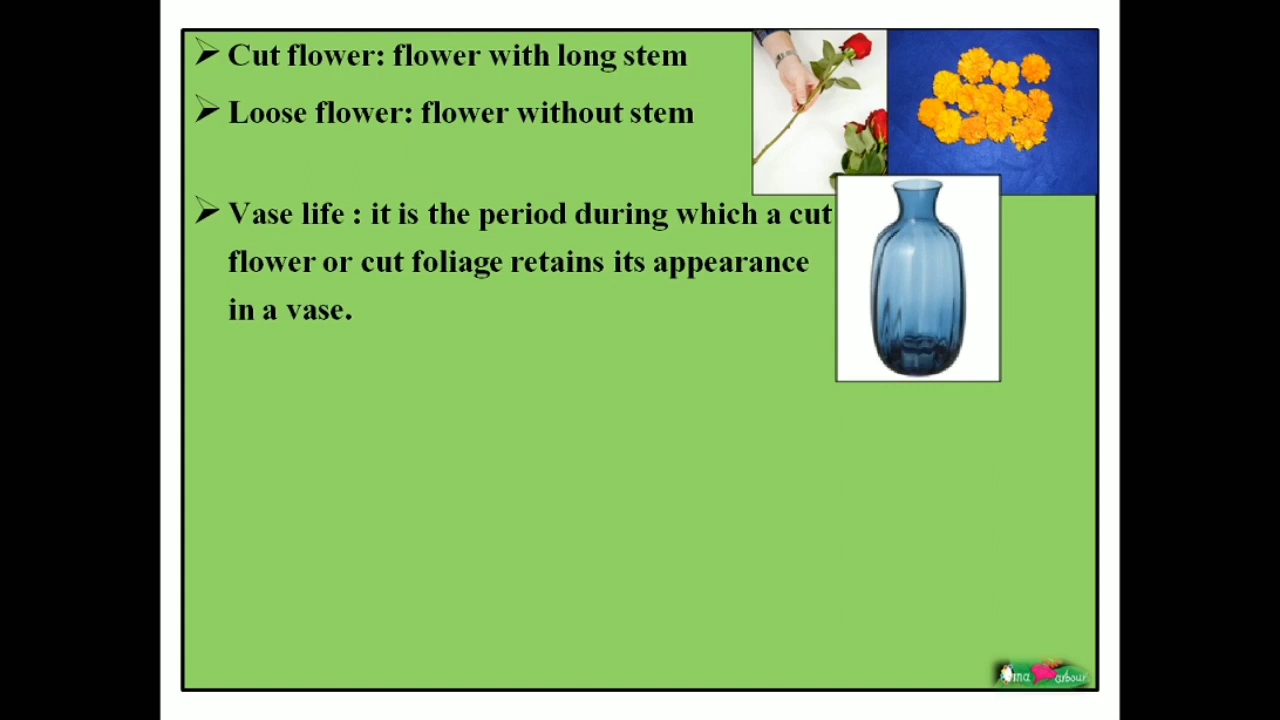 Cut flower: flower with long stem
Loose flower: flower without stem
Vase life : it is the period during which a cut
flower or cut foliage retains its appearance
in a vase.